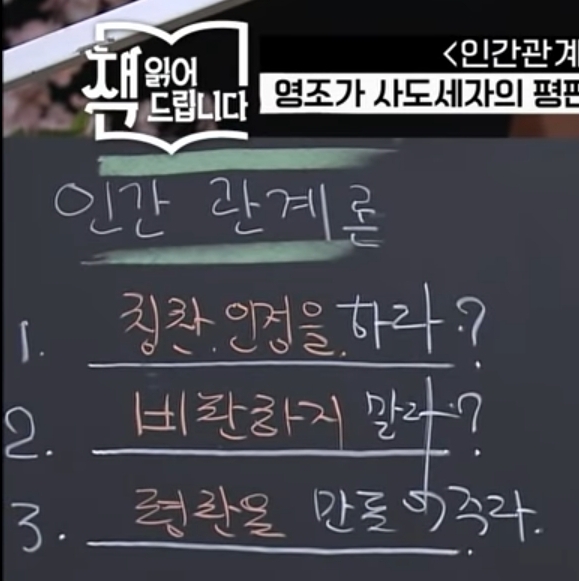 책 읽어
드립니다
<인간관계
영조가 사도세자의 평판
인간 관계론
1. 칭찬.인정을 하라?
2. 비난하지 말라?
3. 평판을 만들어주라.